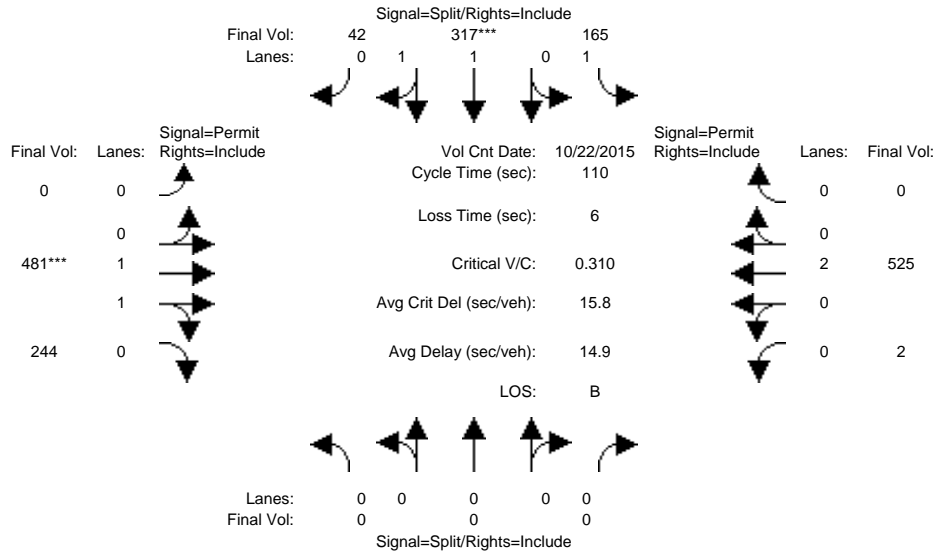 Signal=Split/Rights=Include
Final Vol: 42 317*** 165
Lanes: 0 1 1 0 1
Signal=Permit Signal=Permit
Final Vol: Lanes: Rights=Include Vol Cnt Date: 10/22/2015 Rights=Include Lanes: Final Vol:
Cycle Time (sec): 110
0 0 0 0
Loss Time (sec): 6
0 0
481*** 1 Critical V/C: 0.310 2 525
1 Avg Crit Del (sec/veh): 15.8 0
244 0 Avg Delay (sec/veh): 14.9 0 2
LOS: B
Lanes: 0 0 0 0 0
Final Vol: 0 0 0
Signal=Split/Rights=Include